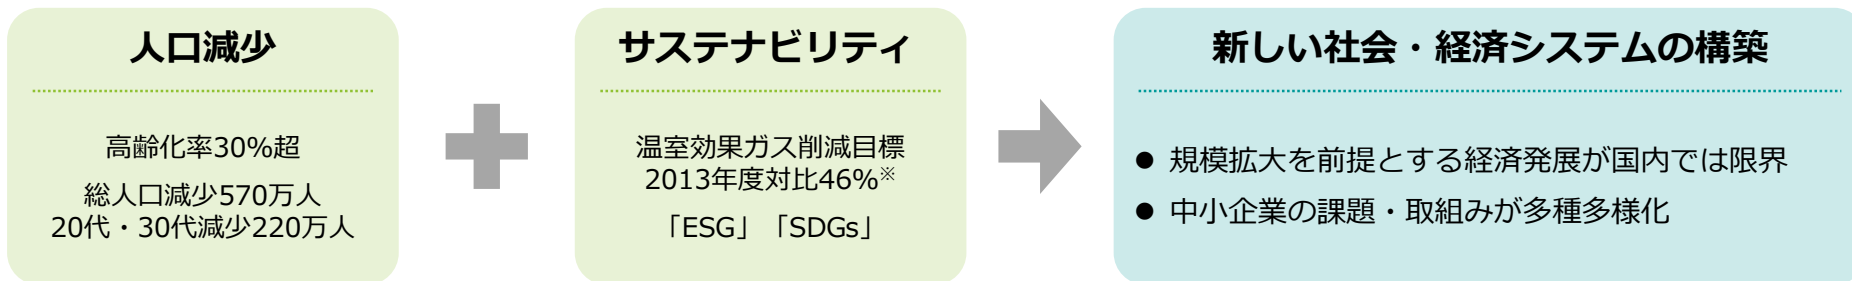 人口減少
高齢化率30%超
総人口減少570万人
20代・30代減少220万人
サステナビリティ
温室効果ガス削減目標
2013年度対比46%※
「ESG」「SDGs」
新しい社会・経済システムの構築
● 規模拡大を前提とする経済発展が国内では限界
● 中小企業の課題・取組みが多種多様化